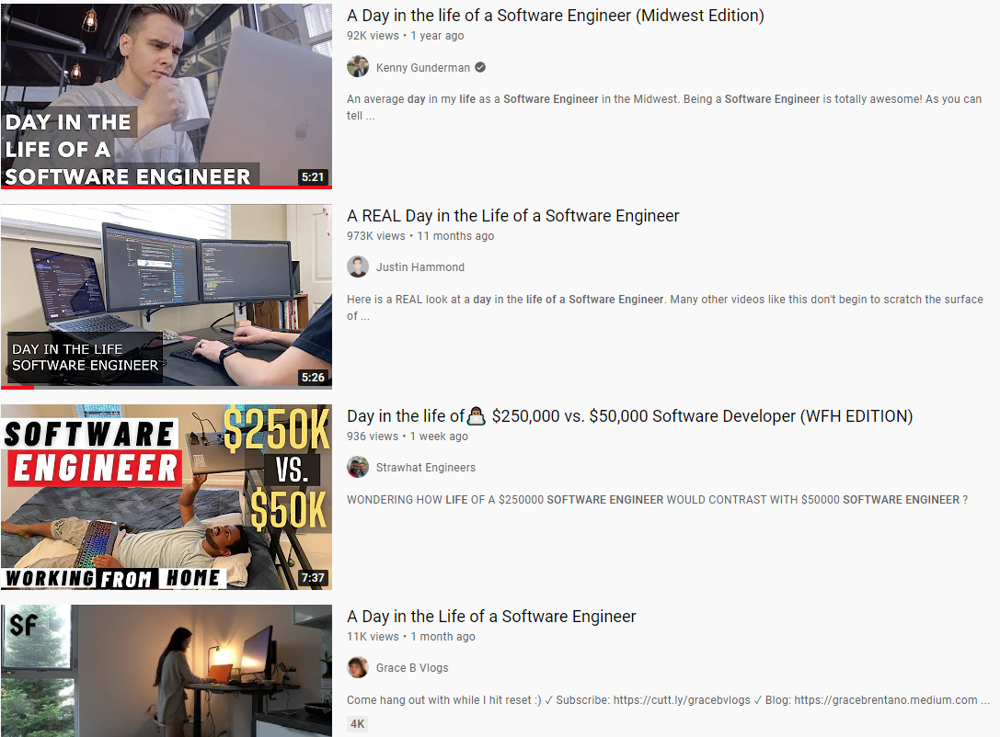 DAY IN THE
LIFE OF A
SOFTWARE ENGINEER
5:21
A Day in the life of a Software Engineer (Midwest Edition)
92K views • 1 year ago
Kenny Gunderman
An average day in my life as a Software Engineer in the Midwest. Being a Software Engineer is totally awesome! As you can
tell ...
DAY IN THE LIFE
SOFTWARE ENGINEER
5:26
A REAL Day in the Life of a Software Engineer
973K views • 11 months ago
Justin Hammond
Here is a REAL look at a day in the life of a Software Engineer. Many other videos like this don't begin to scratch the surface
of ...
SOFTWARE
ENGINEER
$250K
VS.
$50K
WORKING FROM HOME
7:37
Day in the life of👨🏿‍💻 $250,000 vs. $50,000 Software Developer (WFH EDITION)
936 views • 1 week ago
Strawhat Engineers
WONDERING HOW LIFE OF A $250000 SOFTWARE ENGINEER WOULD CONTRAST WITH $50000 SOFTWARE ENGINEER ?
SF
A Day in the Life of a Software Engineer
11K views • 1 month ago
Grace B Vlogs
Come hang out with while I hit reset :) ✓ Subscribe: https://cutt.ly/gracebvlogs ✓ Blog: https://gracebrentano.medium.com ...
4K